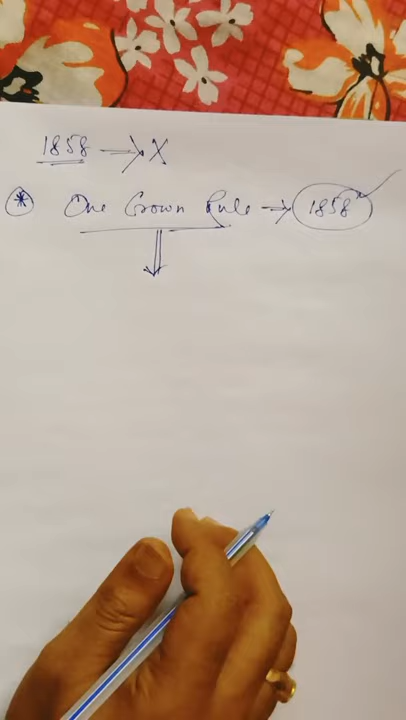 1858 → X
* One Crown Rule → 1858